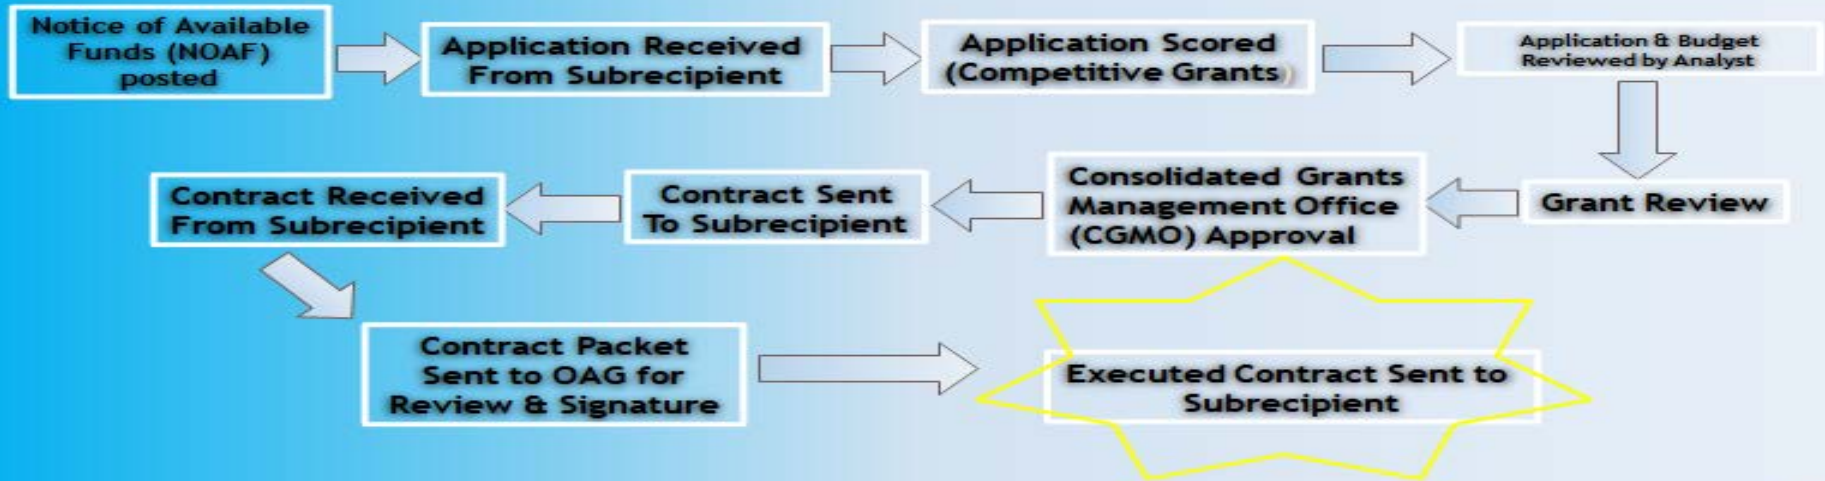 Notice of Available
Funds (NOAF)
posted
Application Received
From Subrecipient
Application Scored
(Competitive Grants)
Application & Budget
Reviewed by Analyst
Grant Review
Consolidated Grants
Management Office
(CGMO) Approval
Contract Sent
To Subrecipient
Contract Received
From Subrecipient
Contract Packet
Sent to OAG for
Review & Signature
Executed Contract Sent to
Subrecipient